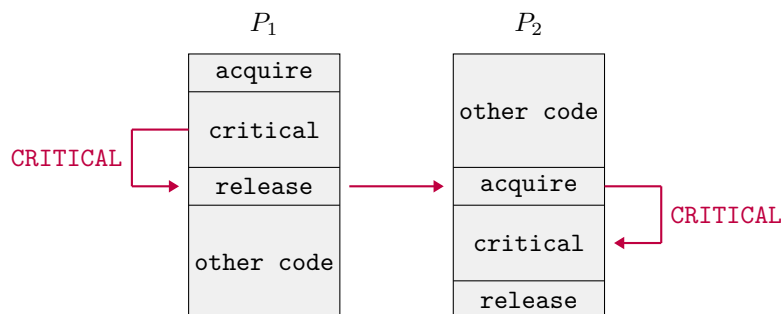 P1
acquire
critical
CRITICAL
release
other code
P2
other code
acquire
CRITICAL
critical
release